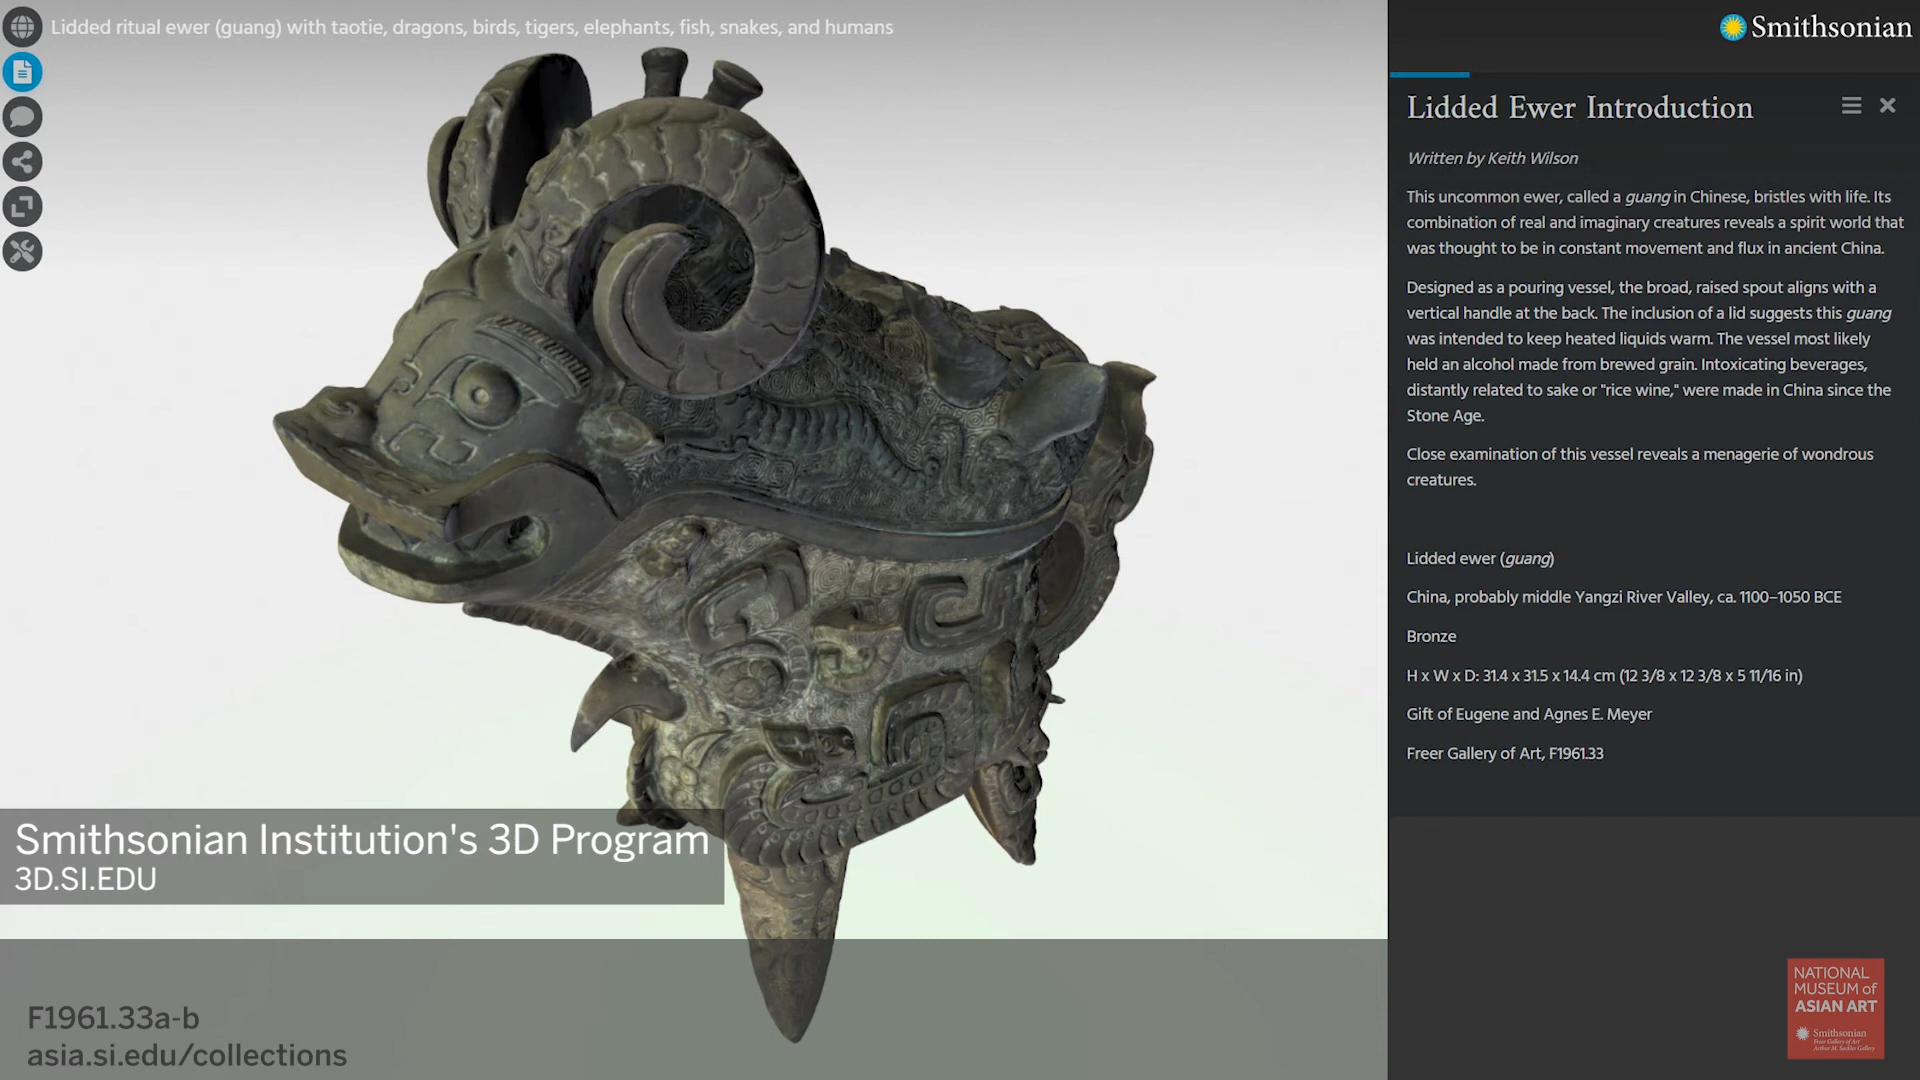 Lidded ritual ewer (guang) with taotie, dragons, birds, tigers, elephants, fish, snakes, and humans
Smithsonian
Lidded Ewer Introduction
Written by Keith Wilson
This uncommon ewer, called a guang in Chinese, bristles with life. Its
combination of real and imaginary creatures reveals a spirit world that
was thought to be in constant movement and flux in ancient China.
Designed as a pouring vessel, the broad, raised spout aligns with a
vertical handle at the back. The inclusion of a lid suggests this guang
was intended to keep heated liquids warm. The vessel most likely
held an alcohol made from brewed grain. Intoxicating beverages,
distantly related to sake or "rice wine," were made in China since the
Stone Age.
Close examination of this vessel reveals a menagerie of wondrous
creatures.
Lidded ewer (guang)
China, probably middle Yangzi River Valley, ca. 1100–1050 BCE
Bronze
H x W x D: 31.4 x 31.5 x 14.4 cm (12 3/8 x 12 3/8 x 5 11/16 in)
Gift of Eugene and Agnes E. Meyer
Freer Gallery of Art, F1961.33
Smithsonian Institution's 3D Program
3D.SI.EDU
F1961.33a-b
asia.si.edu/collections
NATIONAL
MUSEUM of
ASIAN ART
Smithsonian
Freer Gallery of Art
Arthur M. Sackler Gallery